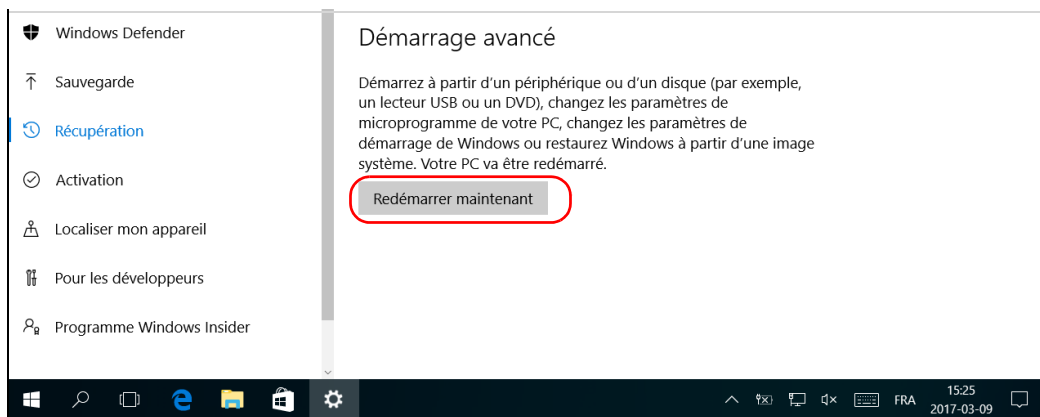 Windows Defender
Sauvegarde
Récupération
Activation
Localiser mon appareil
Pour les développeurs
Programme Windows Insider
Démarrage avancé
Démarrez à partir d'un périphérique ou d'un disque (par exemple,
un lecteur USB ou un DVD), changez les paramètres de
microprogramme de votre PC, changez les paramètres de
démarrage de Windows ou restaurez Windows à partir d'une image
système. Votre PC va être redémarré.
Redémarrer maintenant
FRA
15:25
2017-03-09